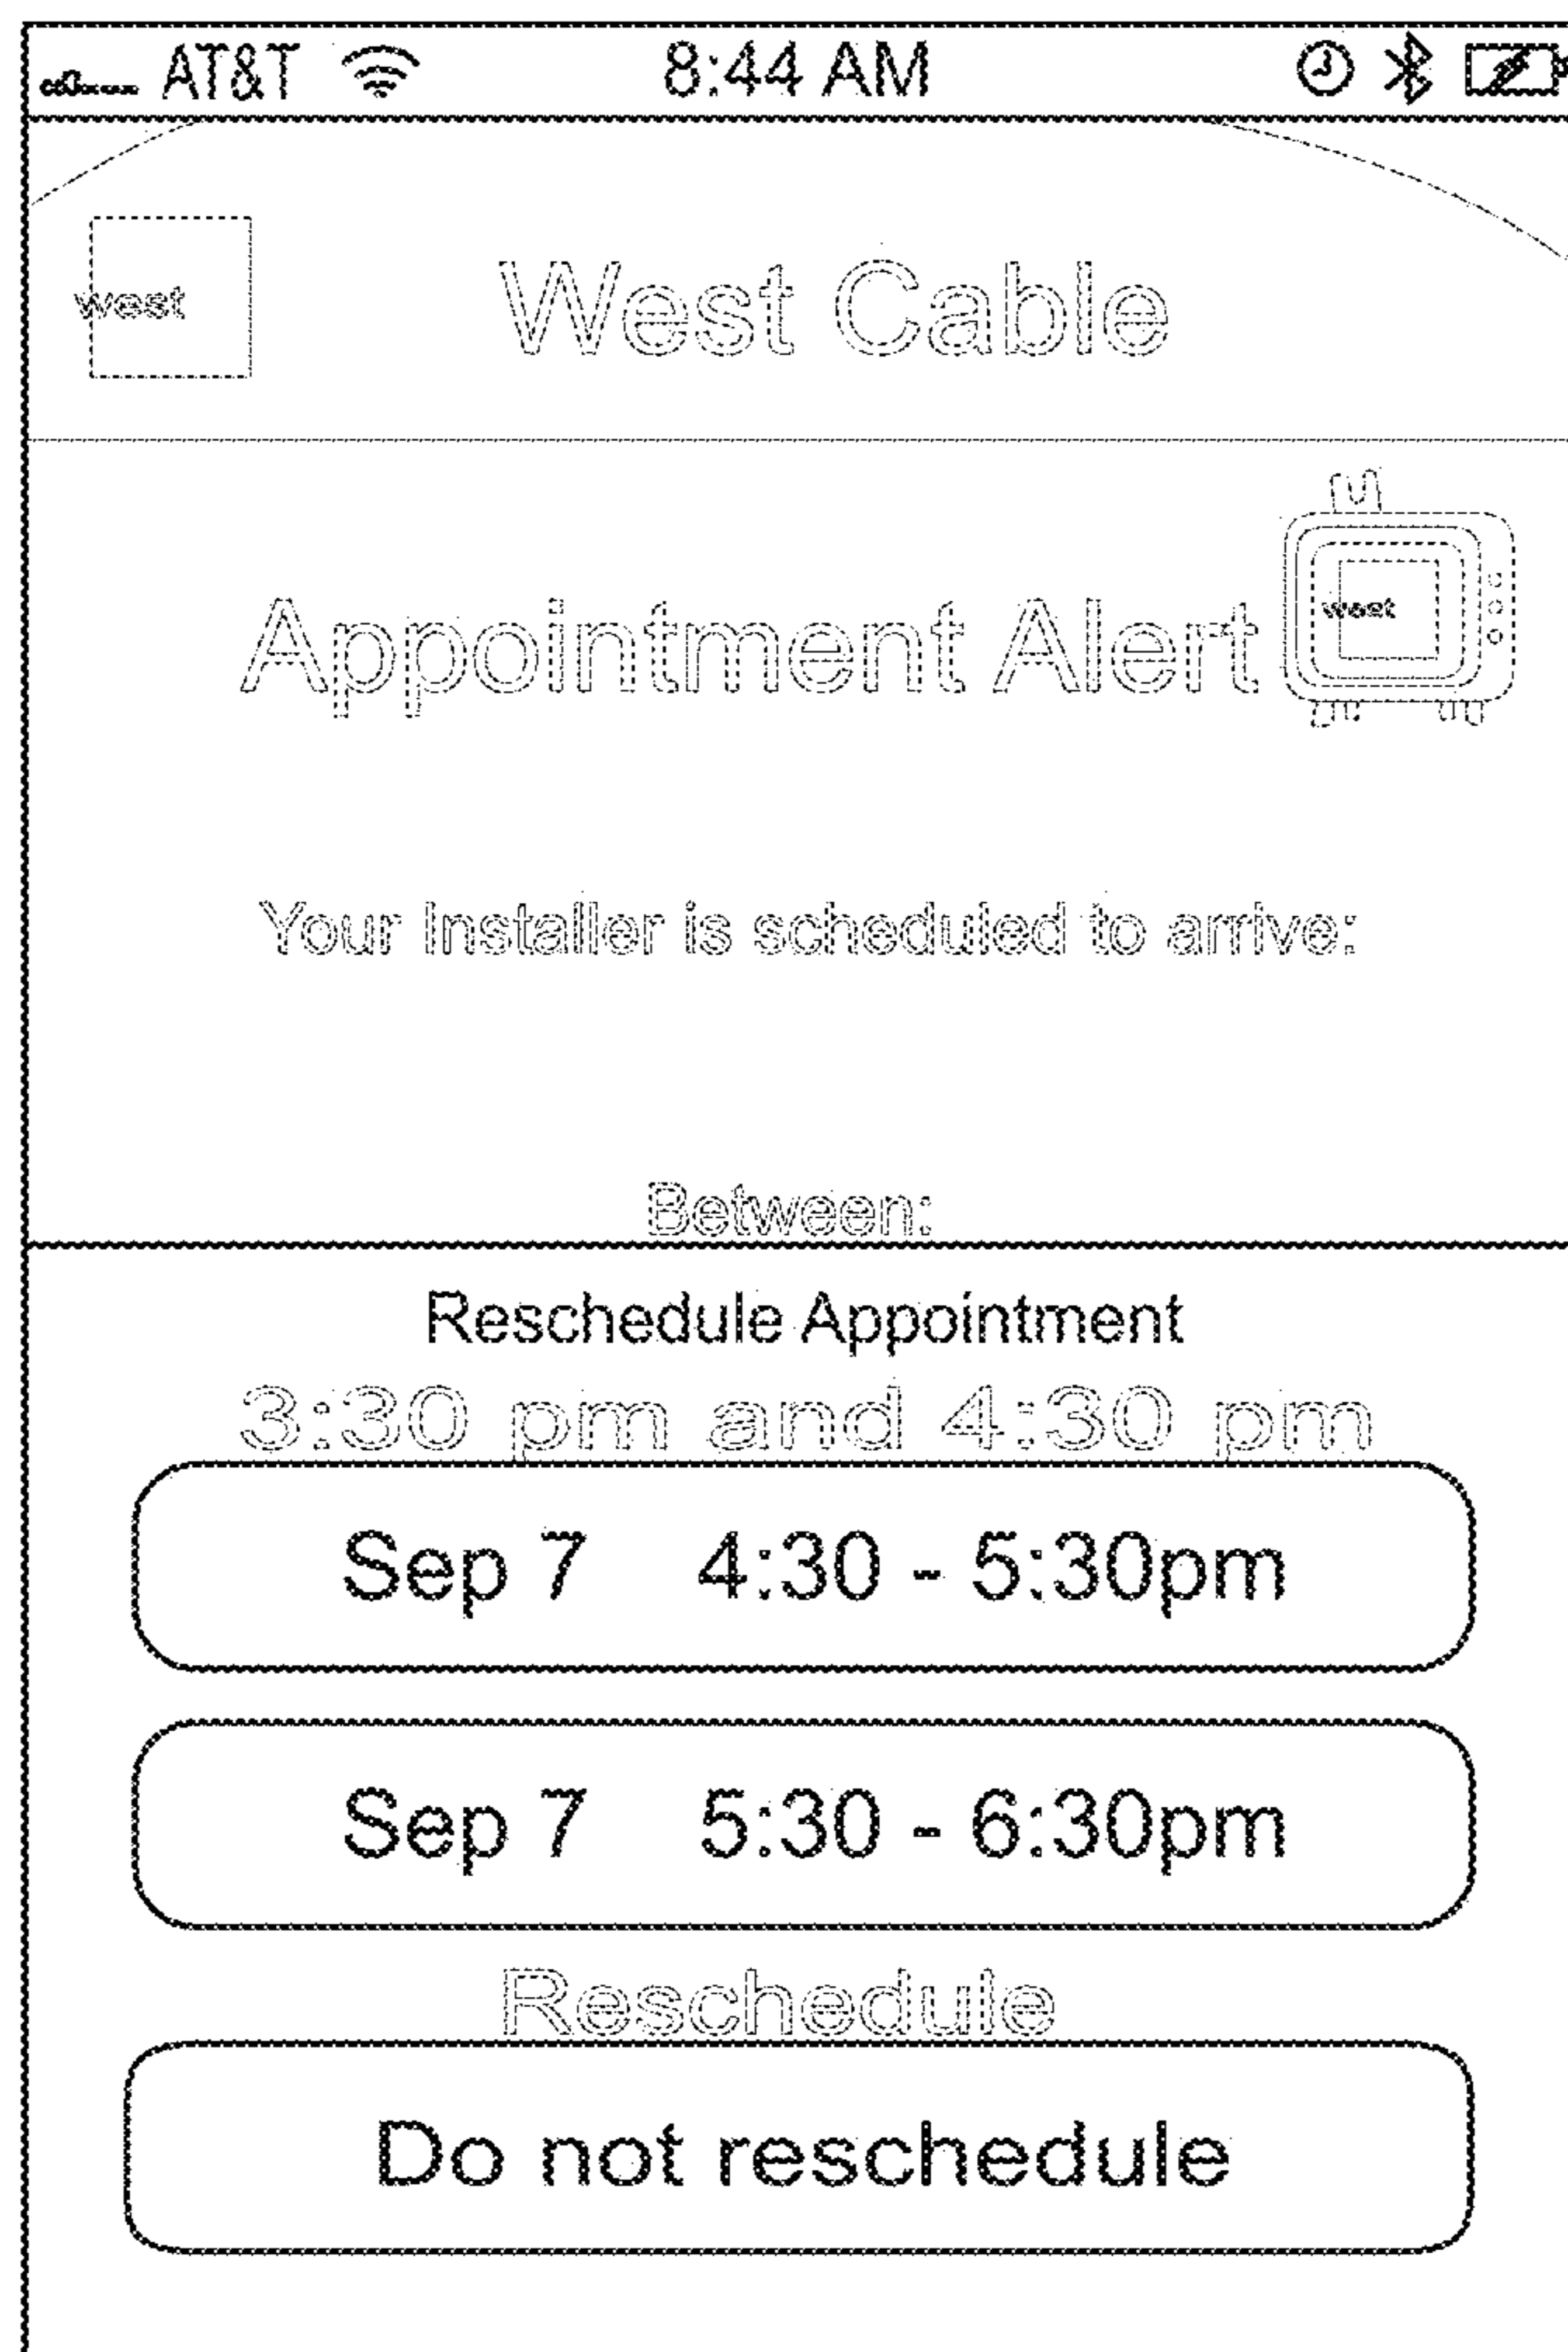 AT&T 8:44 AM
west West Cable
Appointment Alert west
Your Installer is scheduled to arrive:
Between:
Reschedule Appointment
3:30 pm and 4:30 pm
Sep 7 4:30 - 5:30pm
Sep 7 5:30 - 6:30pm
Reschedule
Do not reschedule